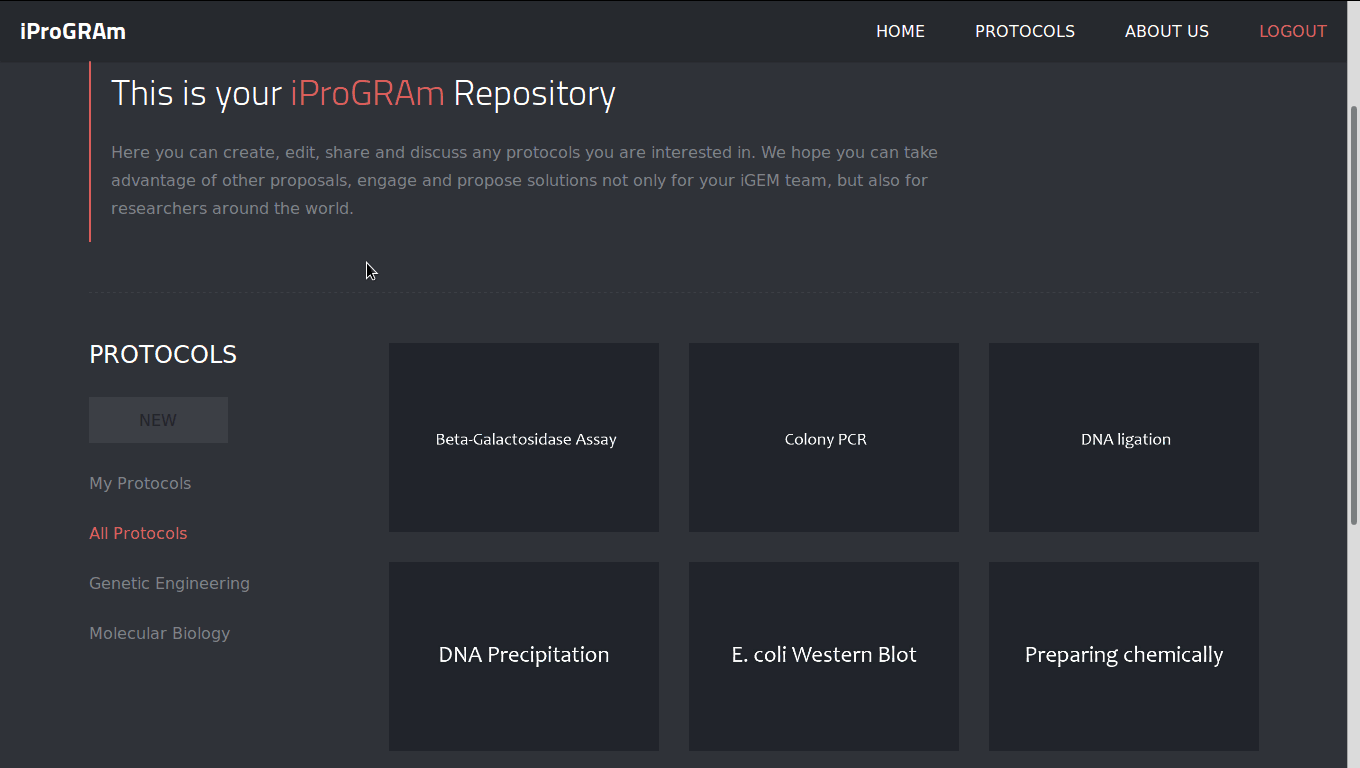 iProGRAm
HOME
PROTOCOLS
ABOUT US
LOGOUT
This is your iProGRAm Repository
Here you can create, edit, share and discuss any protocols you are interested in. We hope you can take
advantage of other proposals, engage and propose solutions not only for your iGEM team, but also for
researchers around the world.
PROTOCOLS
NEW
My Protocols
All Protocols
Genetic Engineering
Molecular Biology
Beta-Galactosidase Assay
Colony PCR
DNA ligation
DNA Precipitation
E. coli Western Blot
Preparing chemically